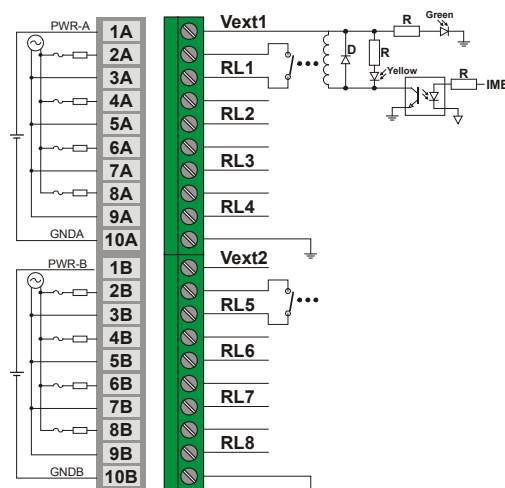 PWR-A 1A Vext1 R Green
2A D R
3A RL1 Yellow
4A R IME
5A RL2
6A
7A RL3
8A
9A RL4
GNDA 10A
PWR-B 1B Vext2
2B
3B RL5
4B
5B RL6
6B
7B RL7
8B
9B RL8
GNDB 10B